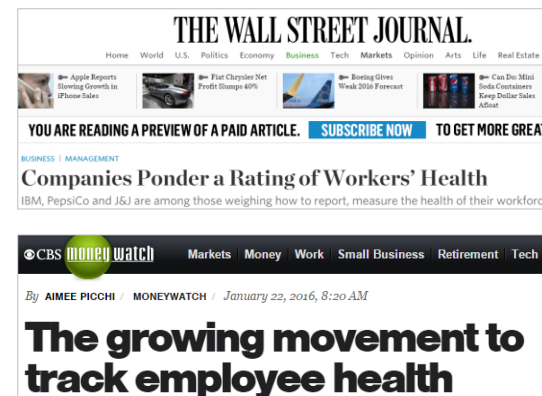 THE WALL STREET JOURNAL.
Home World U.S. Politics Economy Business Tech Markets Opinion Arts Life Real Estate
Apple Reports
Slowing Growth in
iPhone Sales
Fiat Chrysler Net
Profit Slumps 40%
Boeing Gives
Weak 2016 Forecast
Can Do: Mini
Soda Containers
Keep Dollar Sales
Afloat
YOU ARE READING A PREVIEW OF A PAID ARTICLE. SUBSCRIBE NOW TO GET MORE GREA
BUSINESS | MANAGEMENT
Companies Ponder a Rating of Workers’ Health
IBM, PepsiCo and J&J are among those weighing how to report, measure the health of their workforc
CBS money watch Markets Money Work Small Business Retirement Tech
By AIMEE PICCHI / MONEYWATCH / January 22, 2016, 8:20 AM
The growing movement to
track employee health